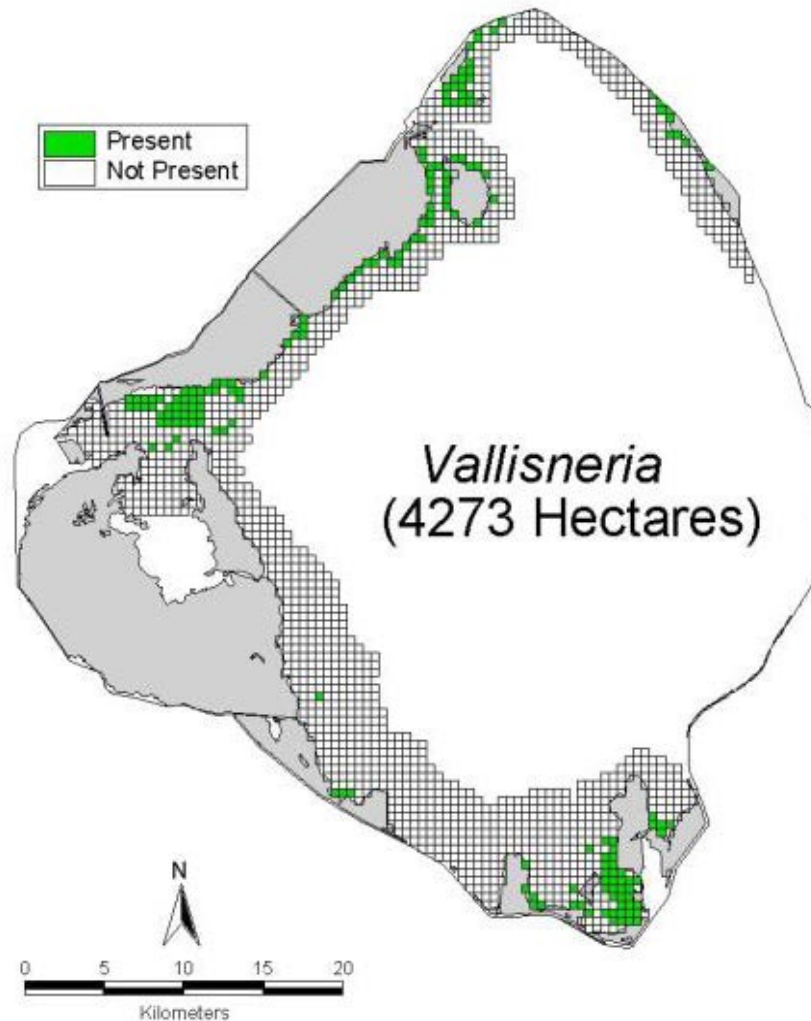 Present
Not Present
Vallisneria
(4273 Hectares)
N
0 5 10 15 20
Kilometers